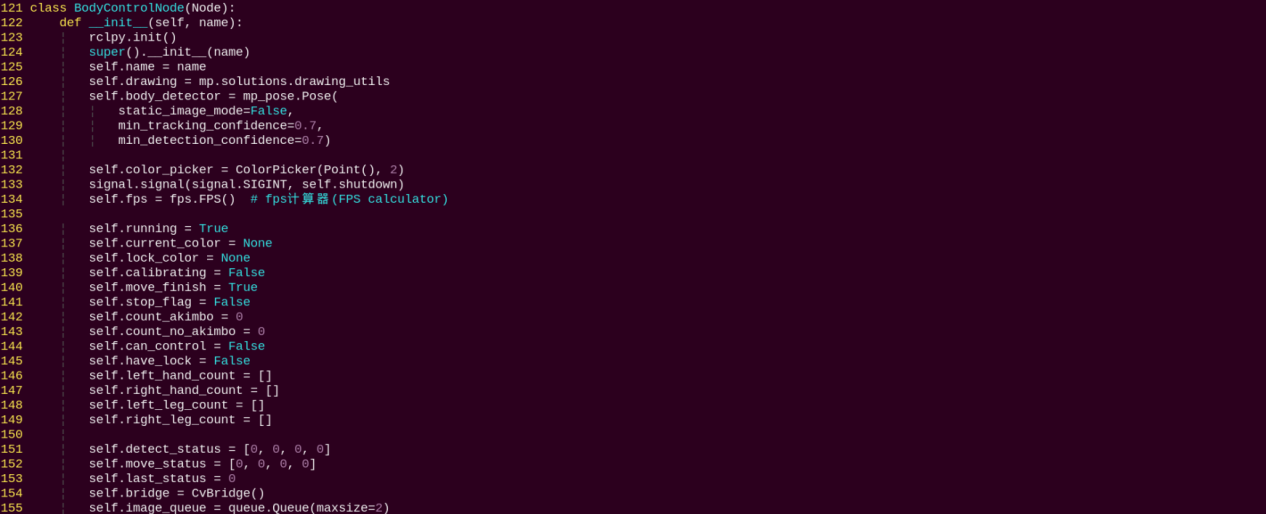 121 class BodyControlNode(Node):
122     def __init__(self, name):
123         rclpy.init()
124         super().__init__(name)
125         self.name = name
126         self.drawing = mp.solutions.drawing_utils
127         self.body_detector = mp_pose.Pose(
128             static_image_mode=False,
129             min_tracking_confidence=0.7,
130             min_detection_confidence=0.7)
131
132         self.color_picker = ColorPicker(Point(), 2)
133         signal.signal(signal.SIGINT, self.shutdown)
134         self.fps = fps.FPS()  # fps计算器(FPS calculator)
135
136         self.running = True
137         self.current_color = None
138         self.lock_color = None
139         self.calibrating = False
140         self.move_finish = True
141         self.stop_flag = False
142         self.count_akimbo = 0
143         self.count_no_akimbo = 0
144         self.can_control = False
145         self.have_lock = False
146         self.left_hand_count = []
147         self.right_hand_count = []
148         self.left_leg_count = []
149         self.right_leg_count = []
150
151         self.detect_status = [0, 0, 0, 0]
152         self.move_status = [0, 0, 0, 0]
153         self.last_status = 0
154         self.bridge = CvBridge()
155         self.image_queue = queue.Queue(maxsize=2)